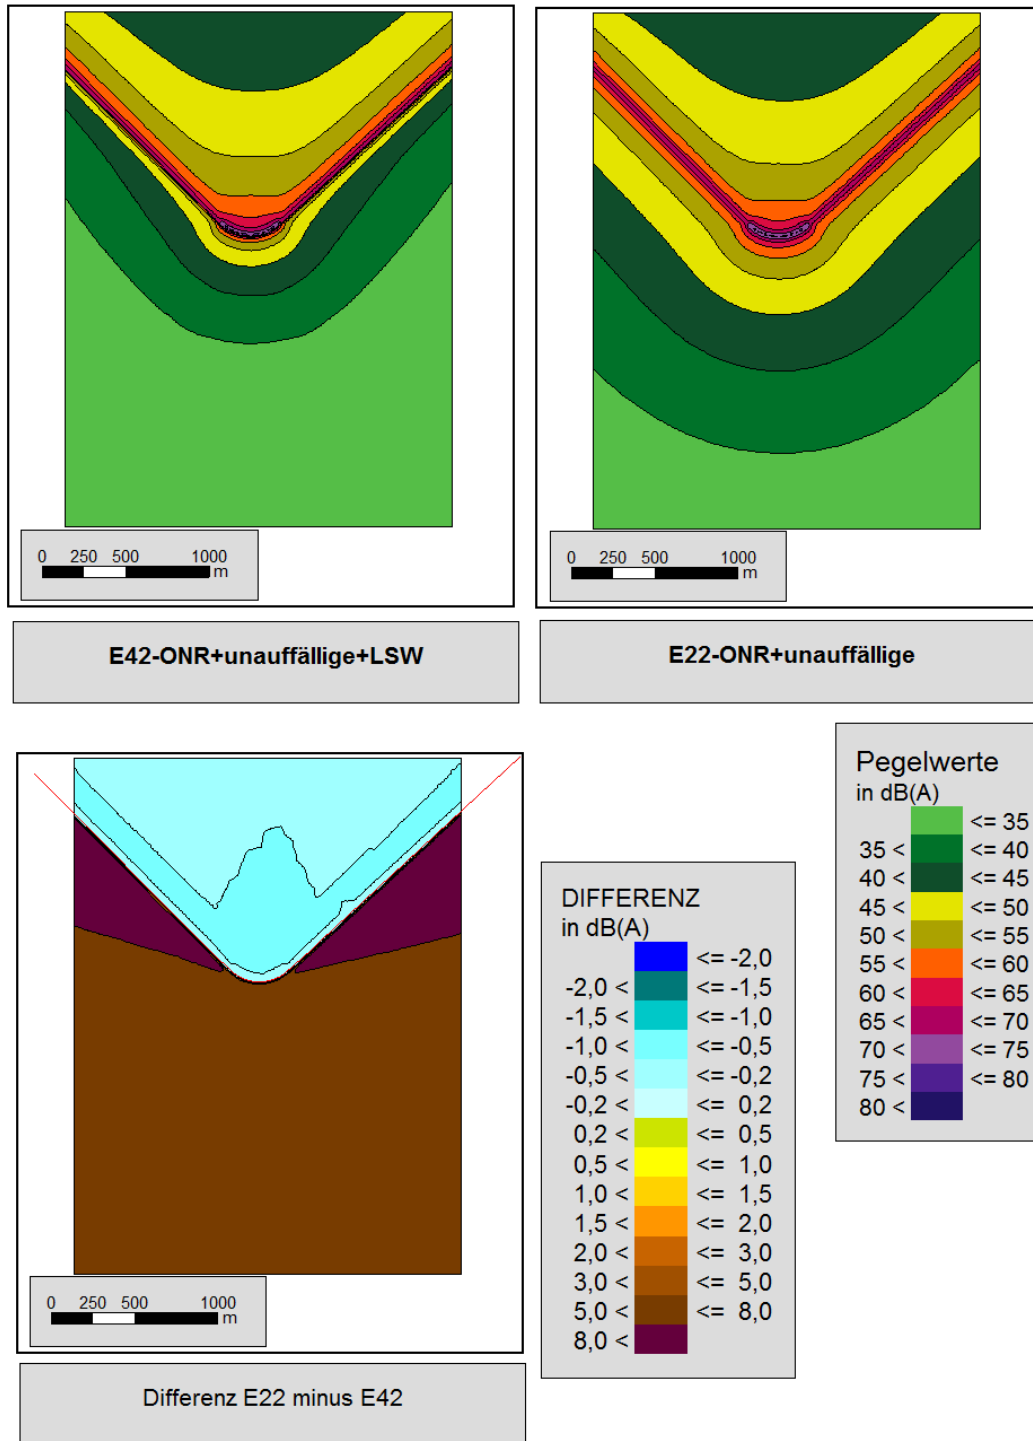 0 250 500 1000
m
0 250 500 1000
m
E42-ONR+unauffällige+LSW
E22-ONR+unauffällige
Pegelwerte
in dB(A)
<= 35
35 < <= 40
40 < <= 45
45 < <= 50
50 < <= 55
55 < <= 60
60 < <= 65
65 < <= 70
70 < <= 75
75 < <= 80
80 <
DIFFERENZ
in dB(A)
<= -2,0
-2,0 < <= -1,5
-1,5 < <= -1,0
-1,0 < <= -0,5
-0,5 < <= -0,2
-0,2 < <= 0,2
0,2 < <= 0,5
0,5 < <= 1,0
1,0 < <= 1,5
1,5 < <= 2,0
2,0 < <= 3,0
3,0 < <= 5,0
5,0 < <= 8,0
8,0 <
0 250 500 1000
m
Differenz E22 minus E42